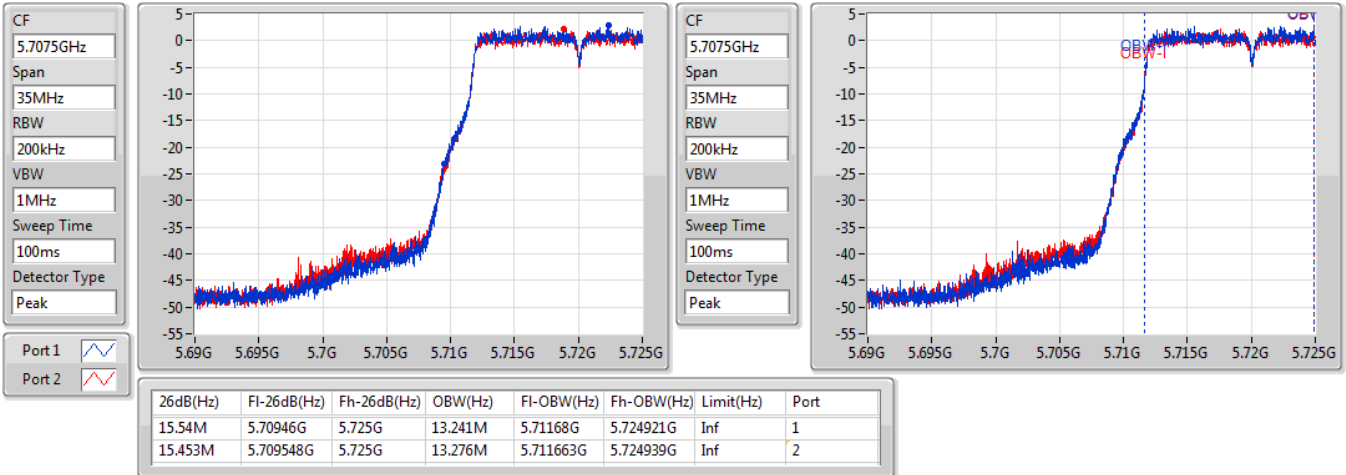 CF
5.7075GHz
Span
35MHz
RBW
200kHz
VBW
1MHz
Sweep Time
100ms
Detector Type
Peak
Port 1
Port 2
5
0
-5
-10
-15
-20
-25
-30
-35
-40
-45
-50
-55
5.69G 5.695G 5.7G 5.705G 5.71G 5.715G 5.72G 5.725G
CF
5.7075GHz
Span
35MHz
RBW
200kHz
VBW
1MHz
Sweep Time
100ms
Detector Type
Peak
5
0
-5
-10
-15
-20
-25
-30
-35
-40
-45
-50
-55
OBW-l
5.69G 5.695G 5.7G 5.705G 5.71G 5.715G 5.72G 5.725G
26dB(Hz) Fl-26dB(Hz) Fh-26dB(Hz) OBW(Hz) Fl-OBW(Hz) Fh-OBW(Hz) Limit(Hz) Port
15.54M 5.70946G 5.725G 13.241M 5.71168G 5.724921G Inf 1
15.453M 5.709548G 5.725G 13.276M 5.711663G 5.724939G Inf 2